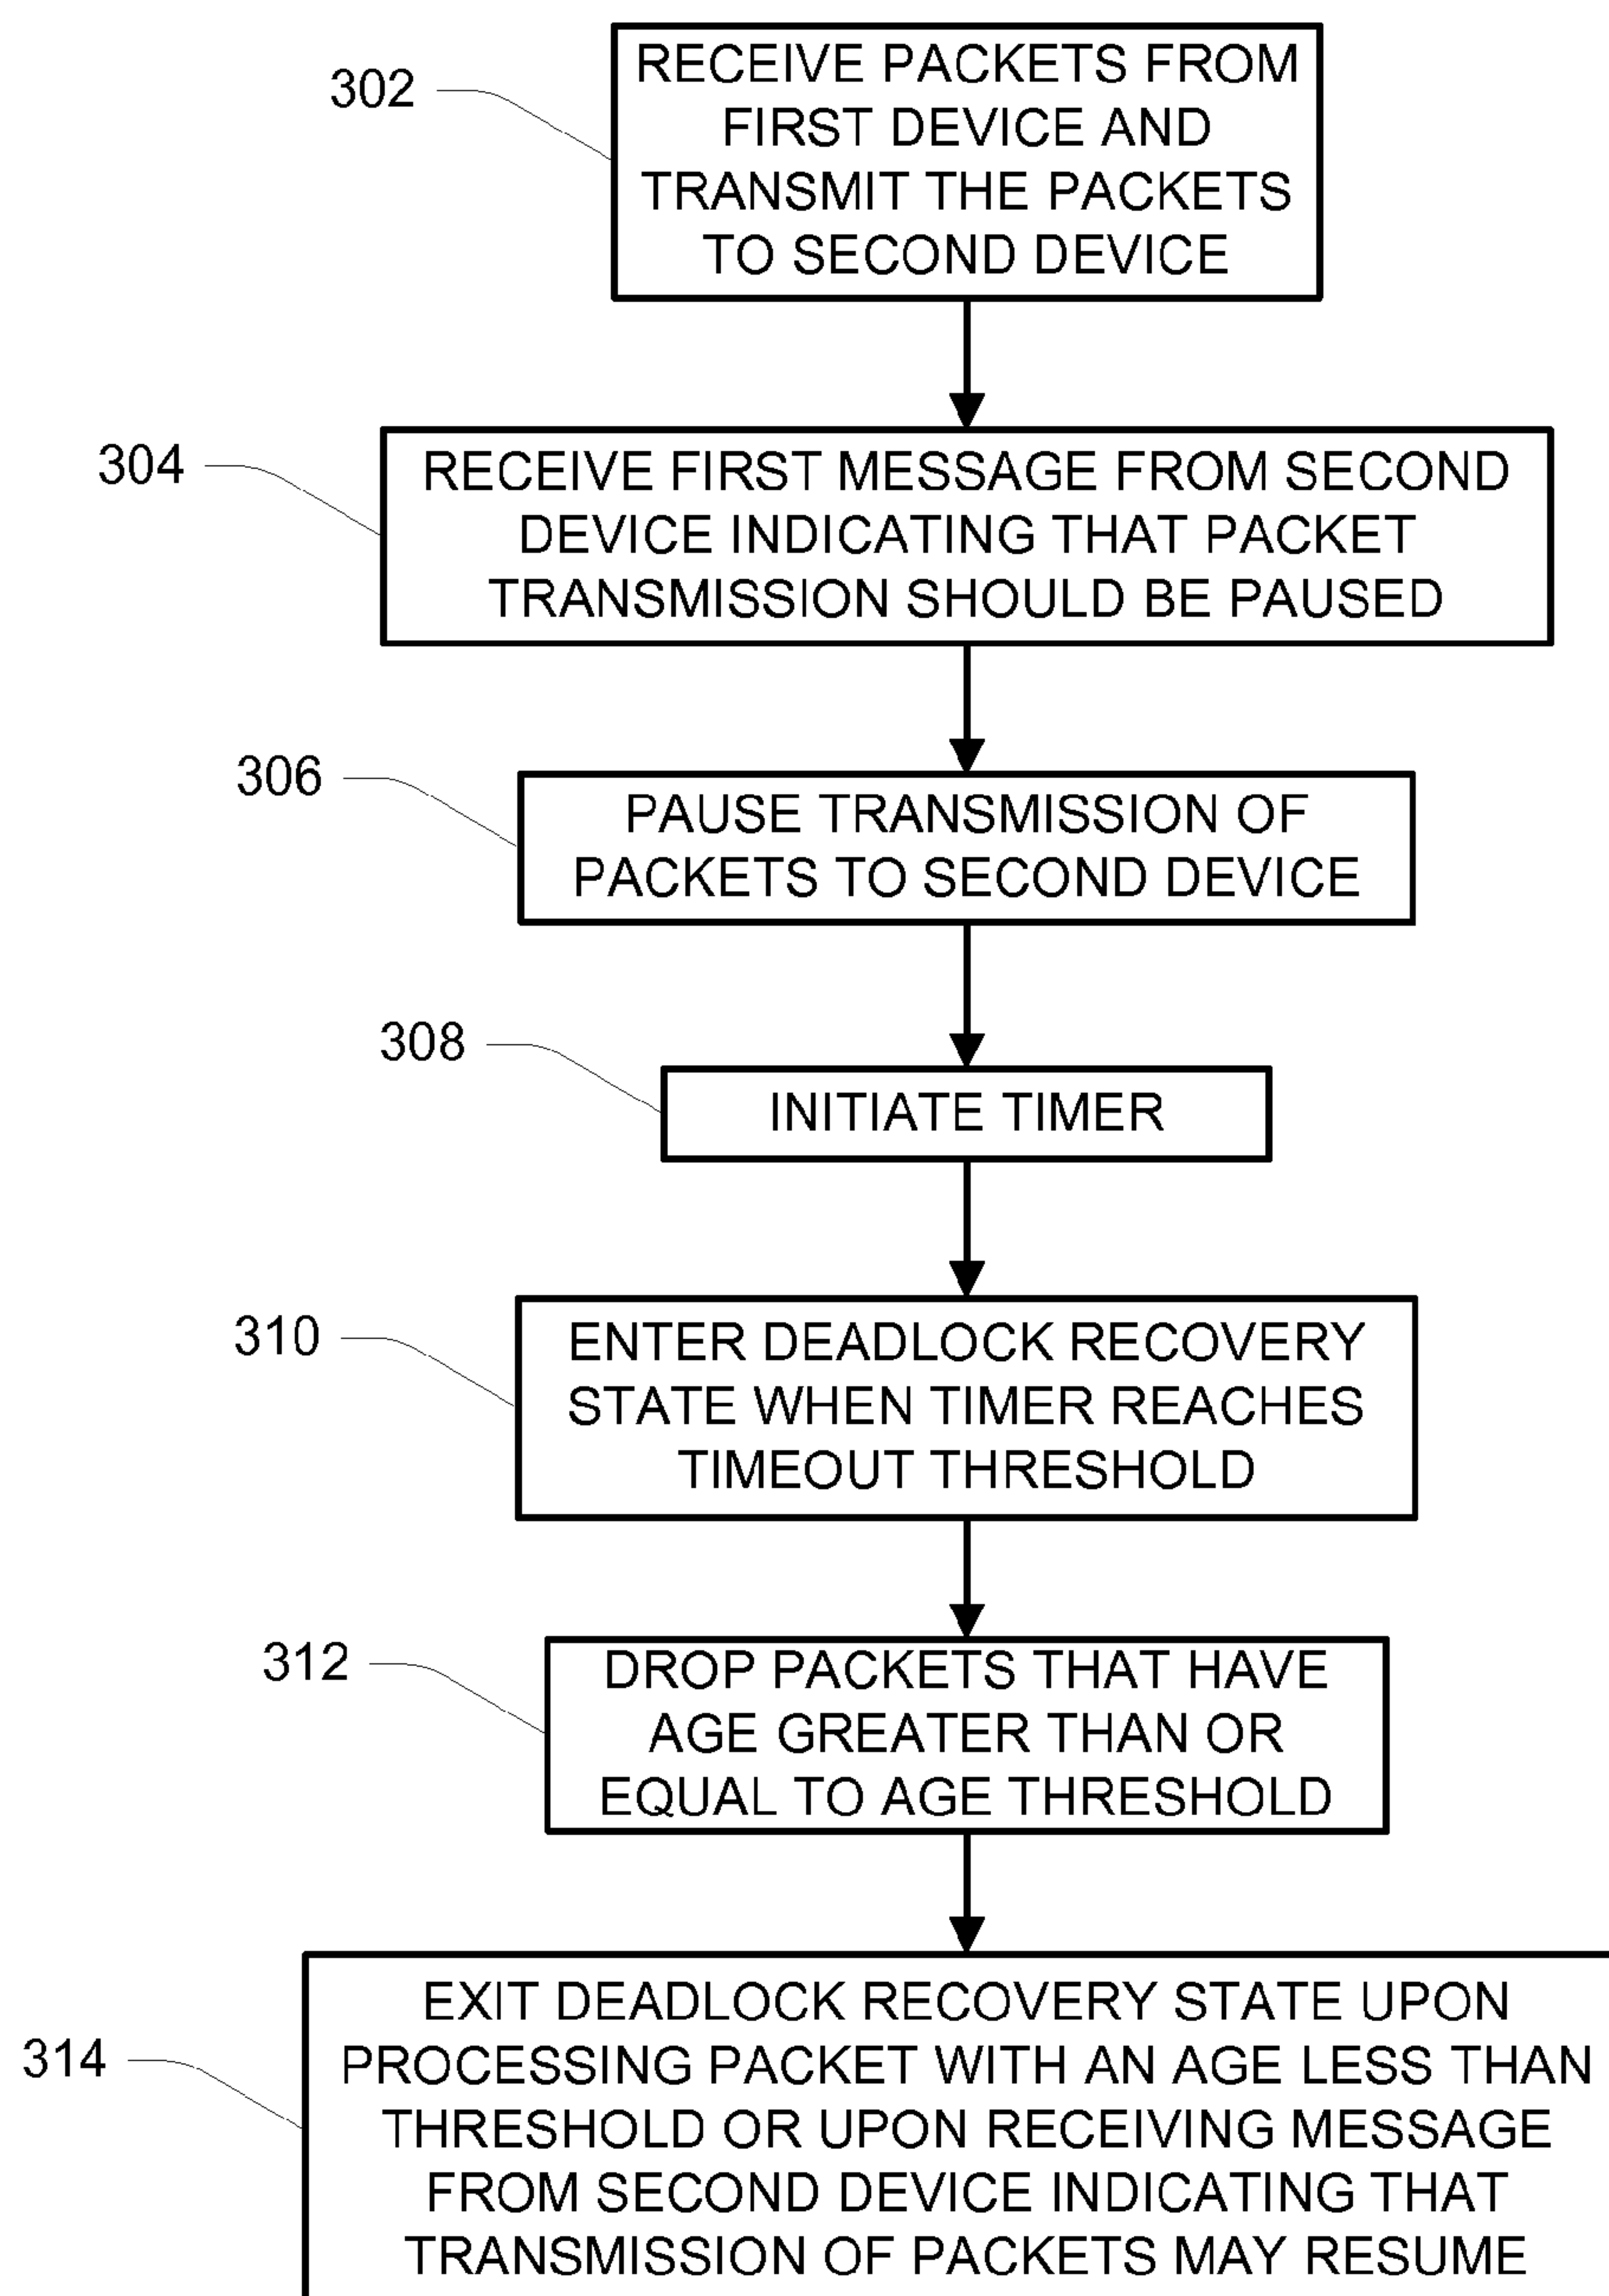 302
RECEIVE PACKETS FROM
FIRST DEVICE AND
TRANSMIT THE PACKETS
TO SECOND DEVICE
304
RECEIVE FIRST MESSAGE FROM SECOND
DEVICE INDICATING THAT PACKET
TRANSMISSION SHOULD BE PAUSED
306
PAUSE TRANSMISSION OF
PACKETS TO SECOND DEVICE
308
INITIATE TIMER
310
ENTER DEADLOCK RECOVERY
STATE WHEN TIMER REACHES
TIMEOUT THRESHOLD
312
DROP PACKETS THAT HAVE
AGE GREATER THAN OR
EQUAL TO AGE THRESHOLD
314
EXIT DEADLOCK RECOVERY STATE UPON
PROCESSING PACKET WITH AN AGE LESS THAN
THRESHOLD OR UPON RECEIVING MESSAGE
FROM SECOND DEVICE INDICATING THAT
TRANSMISSION OF PACKETS MAY RESUME